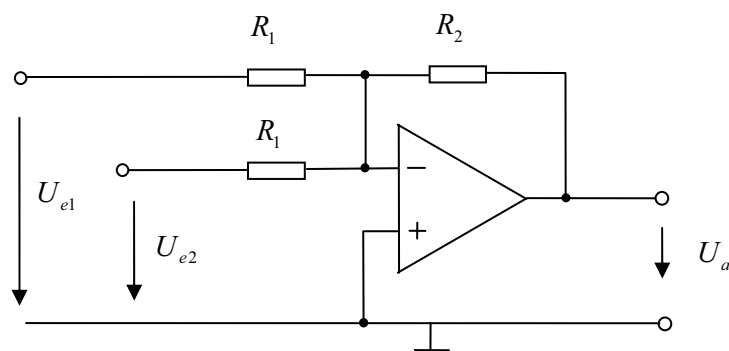 R₁
R₂
R₁
−
+
Uₑ₁
Uₑ₂
Uₐ